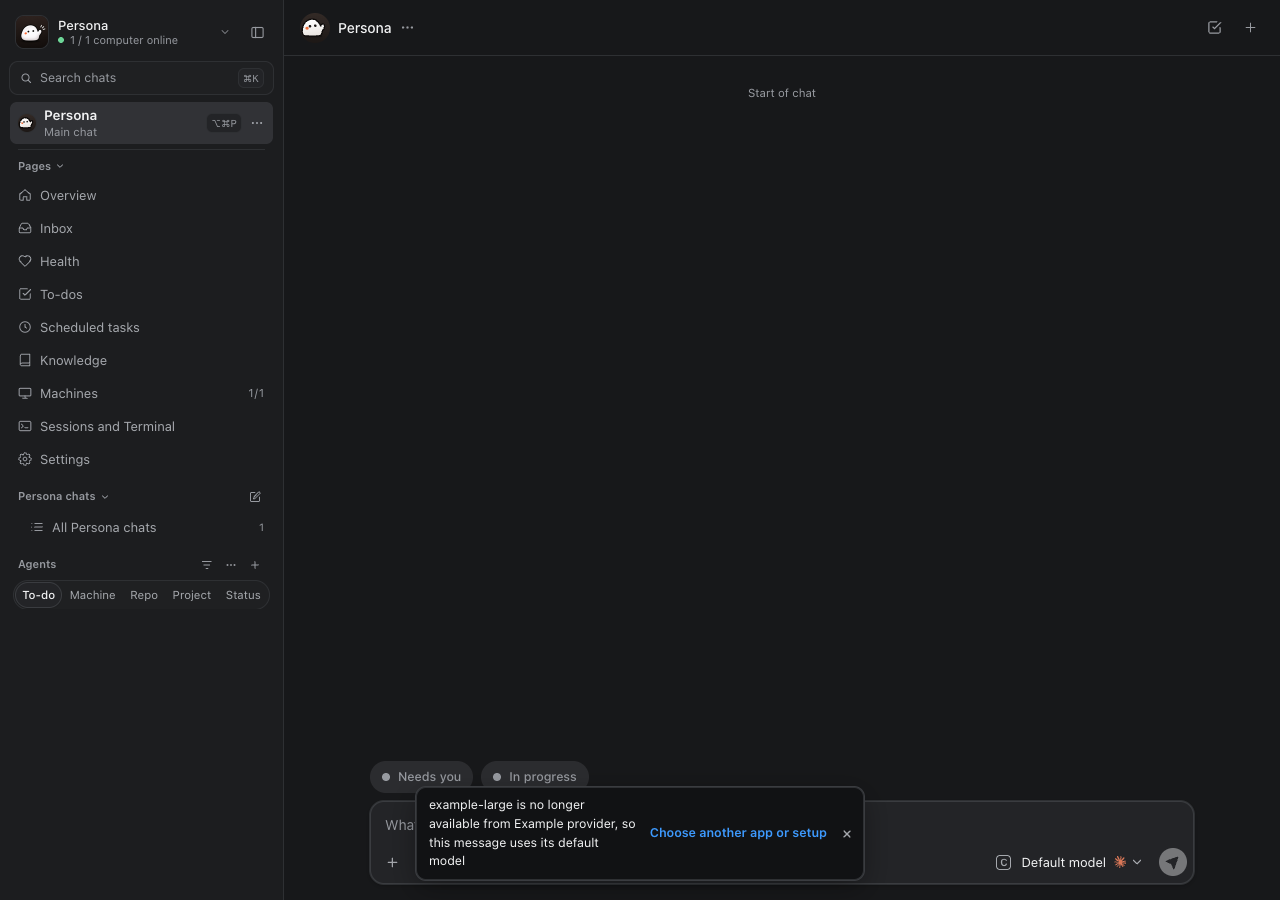 Persona
1 / 1 computer online
Search chats
⌘K
Persona
Main chat
⌥⌘P
Pages
Overview
Inbox
Health
To-dos
Scheduled tasks
Knowledge
Machines
1/1
Sessions and Terminal
Settings
Persona chats
All Persona chats
1
Agents
To-do
Machine
Repo
Project
Status
Persona
Start of chat
Needs you
In progress
example-large is no longer
available from Example provider, so
this message uses its default
model
Choose another app or setup
C
Default model